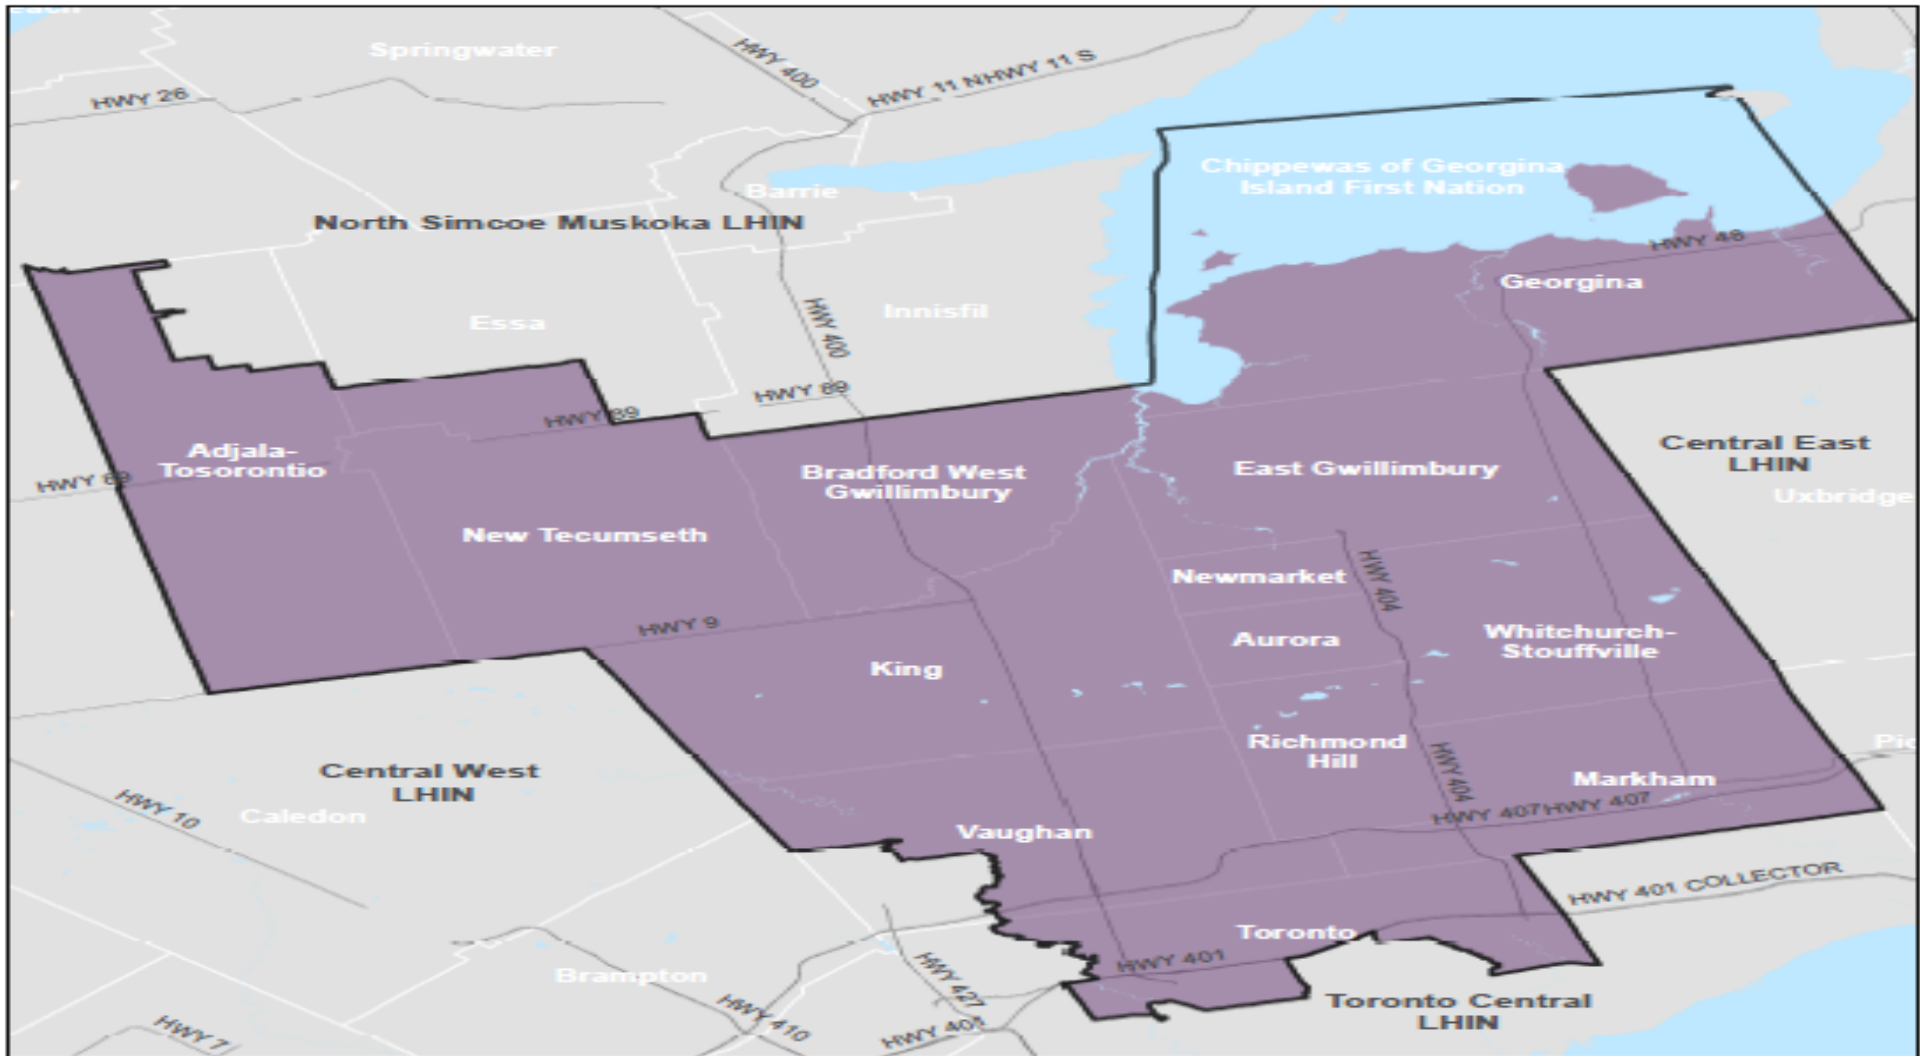 Springwater
HWY 400
HWY 11 NHWY 11 S
HWY 26
Chippewas of Georgina
Island First Nation
Barrie
North Simcoe Muskoka LHIN
HWY 48
Georgina
Essa
Innisfil
HWY 400
HWY 89
HWY 89
Adjala-
Tosorontio
HWY 89
Bradford West
Gwillimbury
East Gwillimbury
Central East
LHIN
Uxbridge
New Tecumseth
Newmarket
HWY 404
HWY 9
Aurora
Whitchurch-
Stouffville
King
Richmond
Hill
Central West
LHIN
HWY 10
Caledon
HWY 404
Markham
HWY 407HWY 407
Vaughan
HWY 401 COLLECTOR
Toronto
HWY 401
Brampton
HWY 427
HWY 410
HWY 401
HWY 7
Toronto Central
LHIN